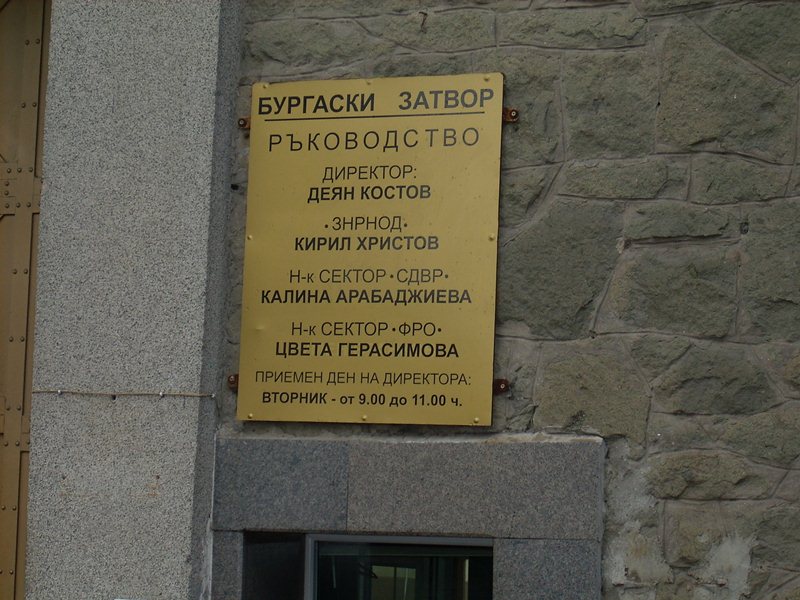 БУРГАСКИ ЗАТВОР
РЪКОВОДСТВО
ДИРЕКТОР:
ДЕЯН КОСТОВ
·ЗНРНОД·
КИРИЛ ХРИСТОВ
Н-к СЕКТОР·СДВР·
КАЛИНА АРАБАДЖИЕВА
Н-к СЕКТОР·ФРО·
ЦВЕТА ГЕРАСИМОВА
ПРИЕМЕН ДЕН НА ДИРЕКТОРА:
ВТОРНИК - от 9.00 до 11.00 ч.